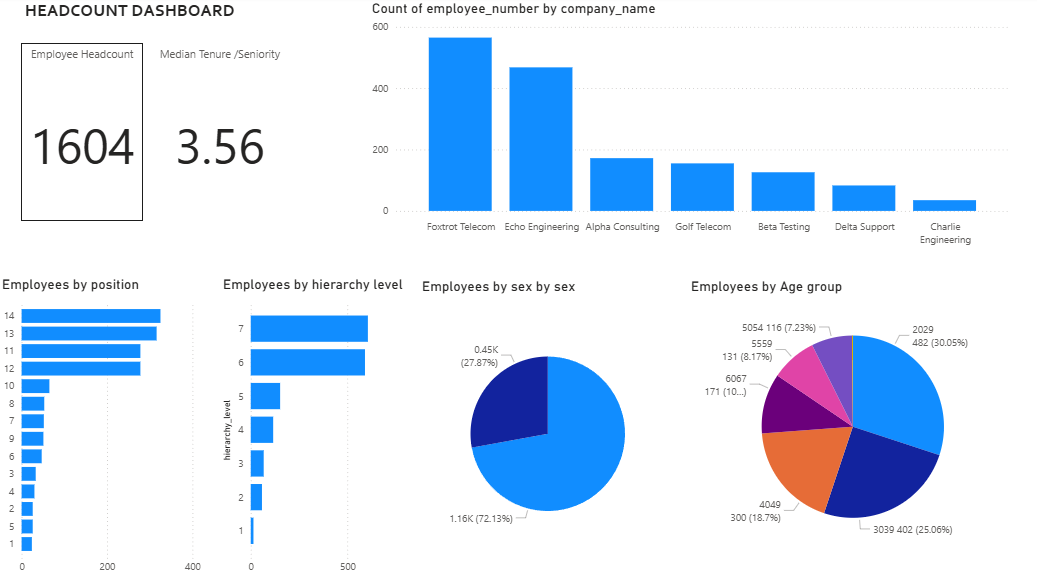 HEADCOUNT DASHBOARD
Employee Headcount
1604
Median Tenure /Seniority
3.56
Count of employee_number by company_name
600
400
200
0
Foxtrot Telecom
Echo Engineering
Alpha Consulting
Golf Telecom
Beta Testing
Delta Support
Charlie
Engineering
Employees by position
14
13
11
12
10
8
7
9
6
3
4
2
5
1
0
200
400
Employees by hierarchy level
hierarchy_level
7
6
5
4
3
2
1
0
500
Employees by sex by sex
0.45K
(27.87%)
1.16K (72.13%)
Employees by Age group
5054 116 (7.23%)
5559
131 (8.17%)
6067
171 (10...)
4049
300 (18.7%)
2029
482 (30.05%)
3039 402 (25.06%)